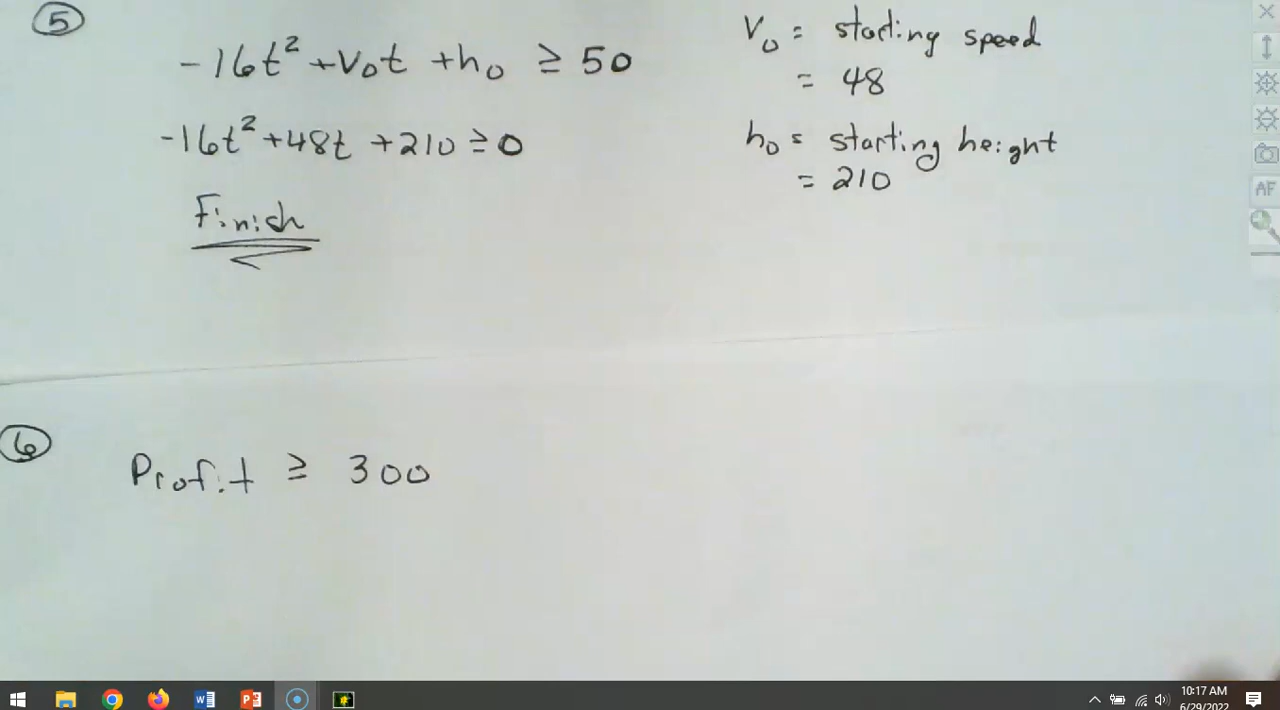 5
-16t² + V₀t + h₀ ≥ 50
-16t² + 48t + 210 ≥ 0
Finish
V₀ = starting speed
= 48
h₀ = starting height
= 210
6
Profit ≥ 300
AF
10:17 AM
6/29/2022